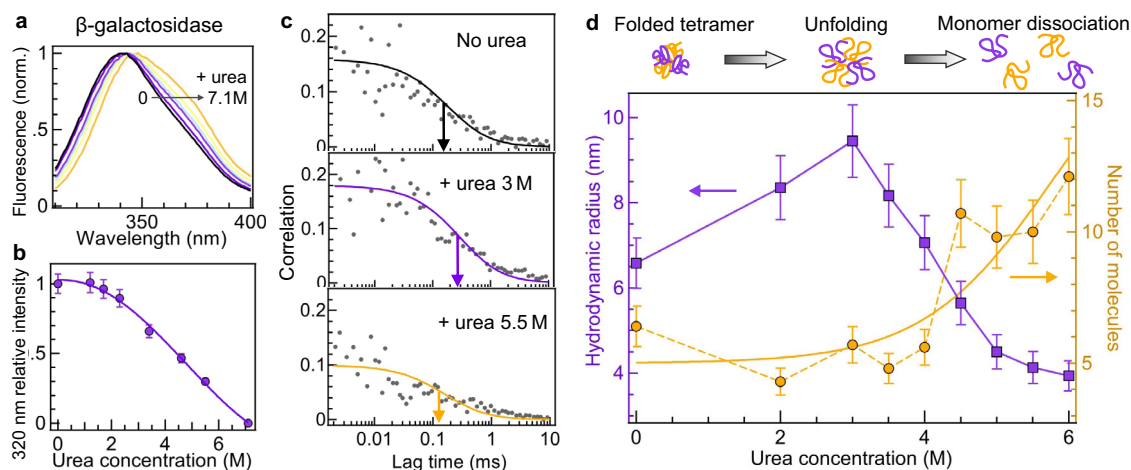 a
β-galactosidase
Fluorescence (norm.)
1
.5
0
+ urea
0 7.1M
350
400
Wavelength (nm)
b
320 nm relative intensity
1
0.5
0
0
2
4
6
Urea concentration (M)
c
Correlation
0.2
0.1
0
No urea
0.2
0.1
0
+ urea 3 M
0.2
0.1
0
+ urea 5.5 M
0.01
0.1
1
10
Lag time (ms)
d
Folded tetramer
Unfolding
Monomer dissociation
Hydrodynamic radius (nm)
10
8
6
4
15
10
5
Number of
molecules
0
2
4
6
Urea concentration (M)